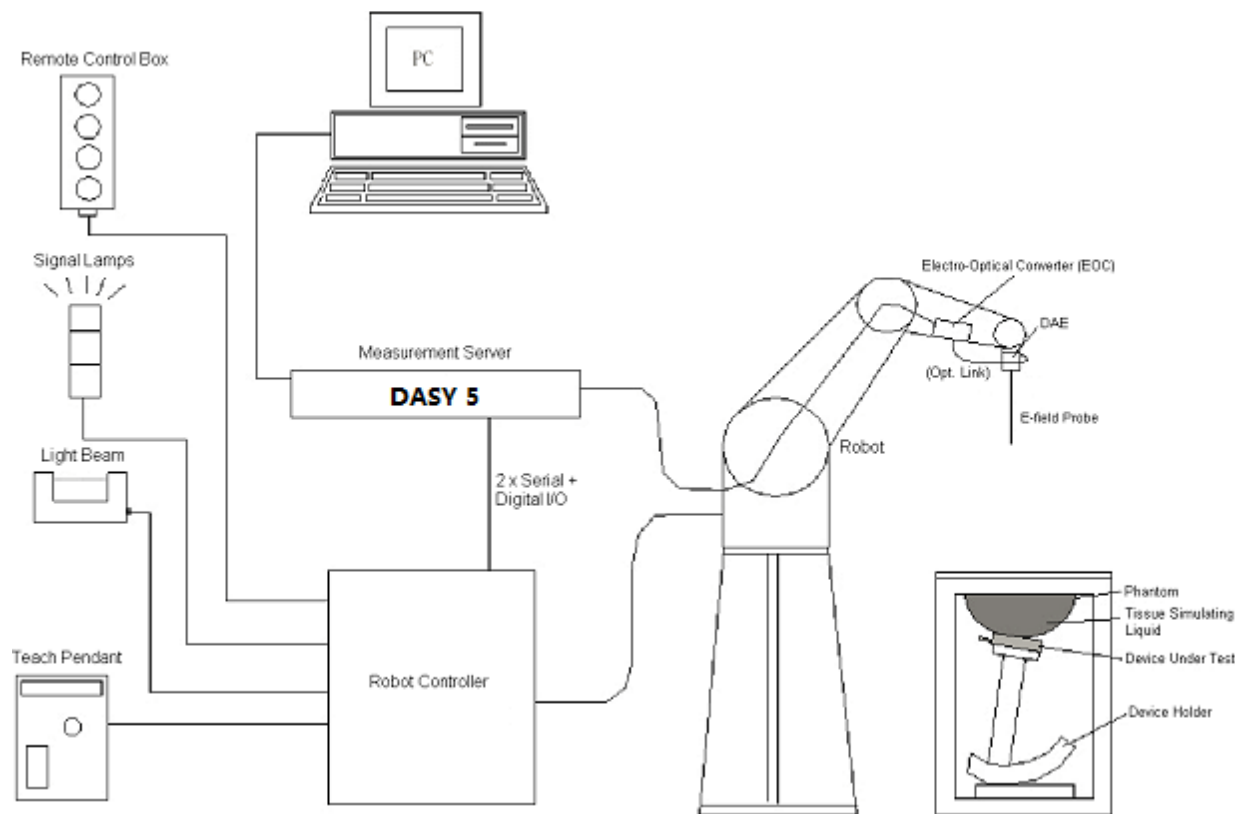 Remote Control Box
PC
Signal Lamps
Electro-Optical Converter (EOC)
DAE
Measurement Server
(Opt. Link)
DASY 5
E-field Probe
Robot
Light Beam
2 x Serial +
Digital I/O
Phantom
Tissue Simulating
Liquid
Teach Pendant
Device Under Test
Robot Controller
Device Holder